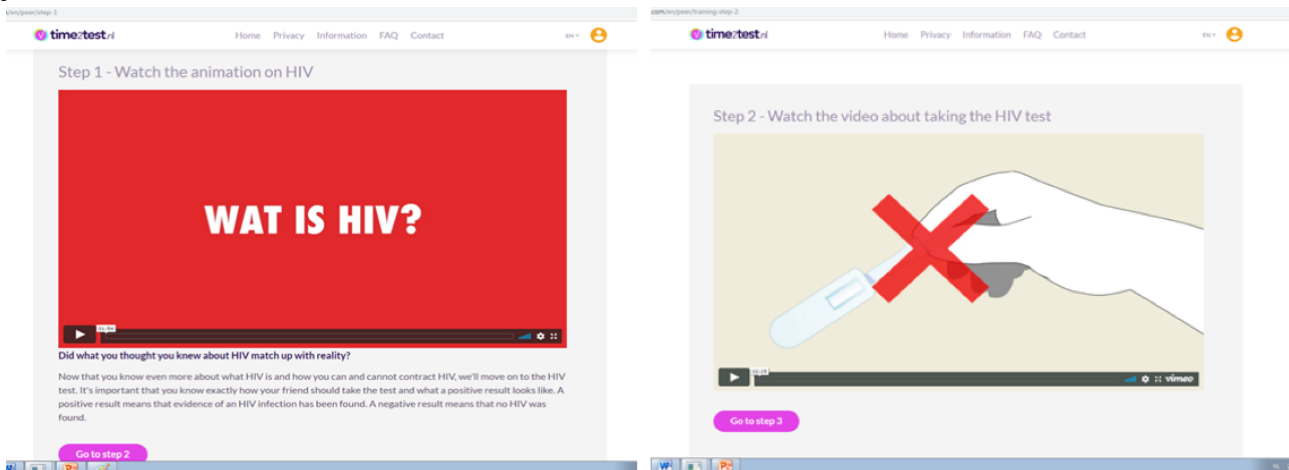 /en/peer/step-1
time2test.nl
Home Privacy Information FAQ Contact
EN
Step 1 - Watch the animation on HIV
WAT IS HIV?
Did what you thought you knew about HIV match up with reality?
Now that you know even more about what HIV is and how you can and cannot contract HIV, we'll move on to the HIV
test. It's important that you know exactly how your friend should take the test and what a positive result looks like. A
positive result means that evidence of an HIV infection has been found. A negative result means that no HIV was
found.
Go to step 2
.com/en/peer/training-step-2
time2test.nl
Home Privacy Information FAQ Contact
EN
Step 2 - Watch the video about taking the HIV test
vimeo
Go to step 3
NL